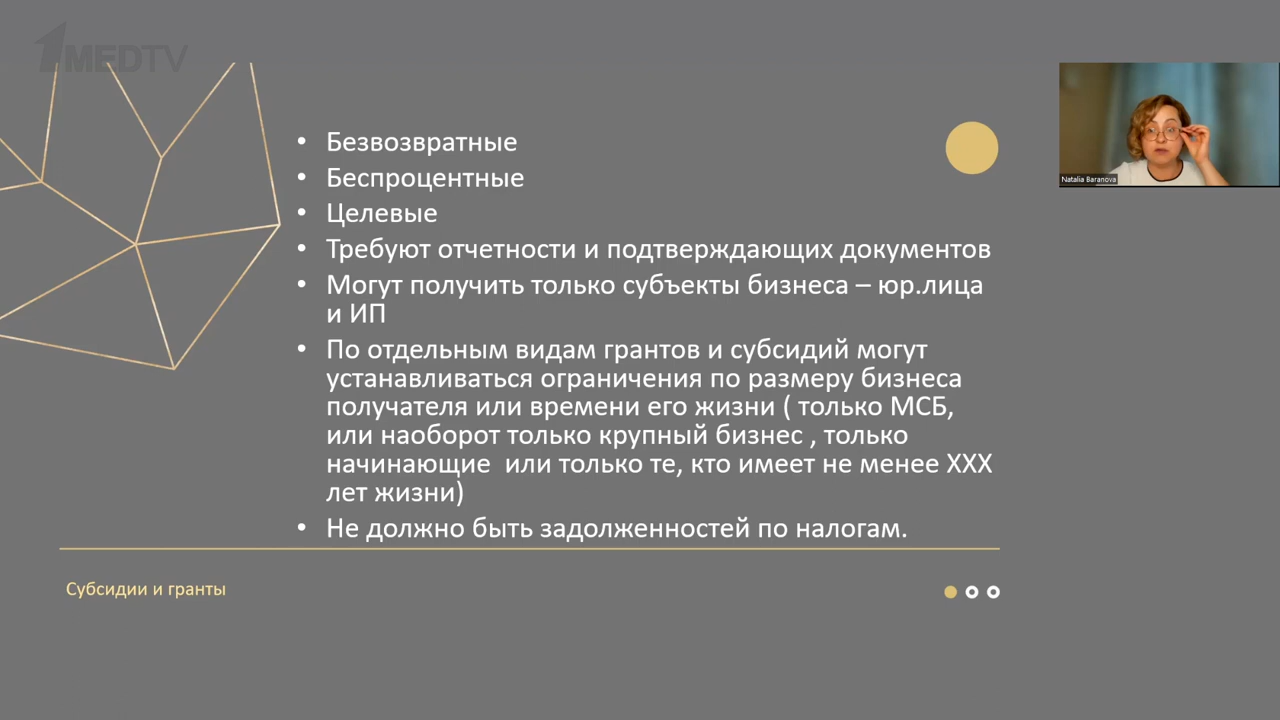 1MEDTV
• Безвозвратные
• Беспроцентные
• Целевые
• Требуют отчетности и подтверждающих документов
• Могут получить только субъекты бизнеса – юр.лица
и ИП
• По отдельным видам грантов и субсидий могут
устанавливаться ограничения по размеру бизнеса
получателя или времени его жизни ( только МСБ,
или наоборот только крупный бизнес , только
начинающие  или только те, кто имеет не менее XXX
лет жизни)
• Не должно быть задолженностей по налогам.
Субсидии и гранты
Natalia Baranova